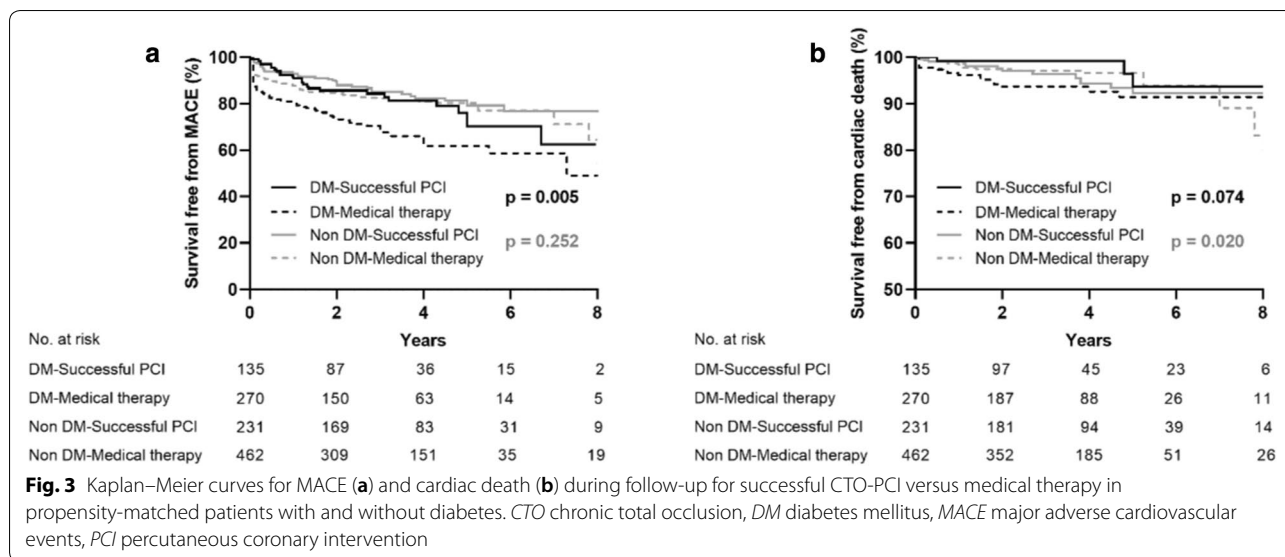 a
Survival free from MACE (%)
100
80
60
40
20
0
DM-Successful PCI
DM-Medical therapy
Non DM-Successful PCI
Non DM-Medical therapy
p = 0.005
p = 0.252
0 2 4 6 8
Years
No. at risk
DM-Successful PCI 135 87 36 15 2
DM-Medical therapy 270 150 63 14 5
Non DM-Successful PCI 231 169 83 31 9
Non DM-Medical therapy 462 309 151 35 19
b
Survival free from cardiac death (%)
100
90
80
70
60
50
DM-Successful PCI
DM-Medical therapy
Non DM-Successful PCI
Non DM-Medical therapy
p = 0.074
p = 0.020
0 2 4 6 8
Years
No. at risk
DM-Successful PCI 135 97 45 23 6
DM-Medical therapy 270 187 88 26 11
Non DM-Successful PCI 231 181 94 39 14
Non DM-Medical therapy 462 352 185 51 26
Fig. 3 Kaplan–Meier curves for MACE (a) and cardiac death (b) during follow-up for successful CTO-PCI versus medical therapy in
propensity-matched patients with and without diabetes. CTO chronic total occlusion, DM diabetes mellitus, MACE major adverse cardiovascular
events, PCI percutaneous coronary intervention